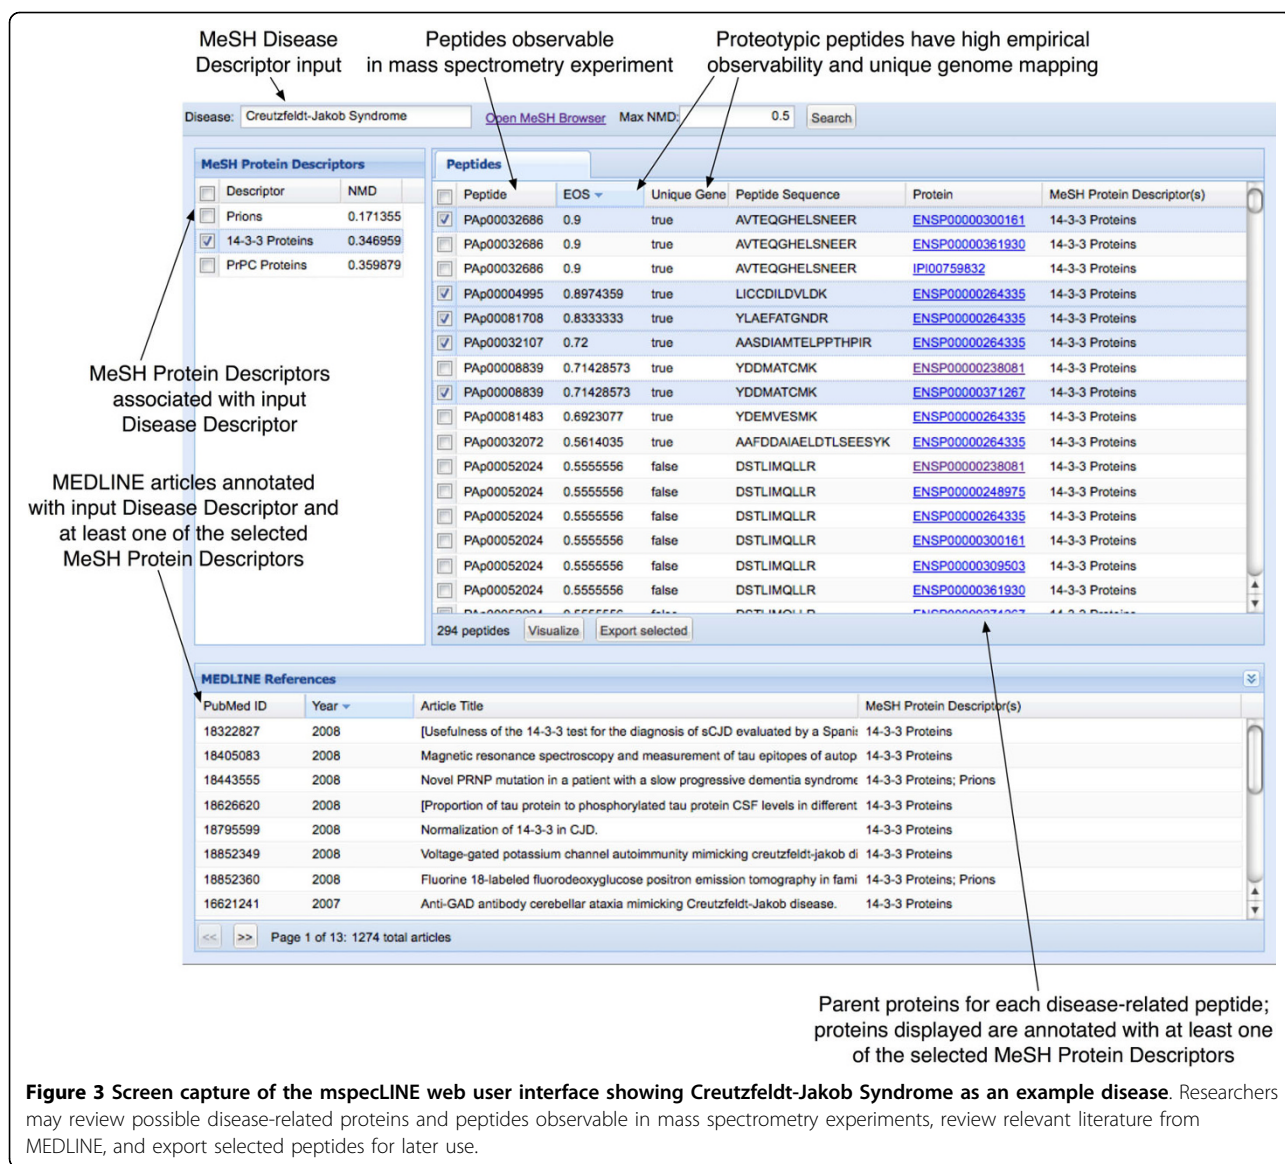 MeSH Disease
Descriptor input
Peptides observable
in mass spectrometry experiment
Proteotypic peptides have high empirical
observability and unique genome mapping
Disease: Creutzfeldt-Jakob Syndrome Open MeSH Browser Max NMD: 0.5 Search
MeSH Protein Descriptors
Descriptor NMD
Prions 0.171355
14-3-3 Proteins 0.346959
PrPC Proteins 0.359879
Peptides
Peptide EOS Unique Gene Peptide Sequence Protein MeSH Protein Descriptor(s)
PAp00032686 0.9 true AVTEQGHELSNEER ENSP00000300161 14-3-3 Proteins
PAp00032686 0.9 true AVTEQGHELSNEER ENSP00000361930 14-3-3 Proteins
PAp00032686 0.9 true AVTEQGHELSNEER IPI00759832 14-3-3 Proteins
PAp00004995 0.8974359 true LICCDILDVLDK ENSP00000264335 14-3-3 Proteins
PAp00081708 0.8333333 true YLAEFATGNDR ENSP00000264335 14-3-3 Proteins
PAp00032107 0.72 true AASDIAMTELPPTHPIR ENSP00000264335 14-3-3 Proteins
PAp00008839 0.71428573 true YDDMATCMK ENSP00000238081 14-3-3 Proteins
PAp00008839 0.71428573 true YDDMATCMK ENSP00000371267 14-3-3 Proteins
PAp00081483 0.6923077 true YDEMVESMK ENSP00000264335 14-3-3 Proteins
PAp00032072 0.5614035 true AAFDDAIAELDTLSEESYK ENSP00000264335 14-3-3 Proteins
PAp00052024 0.5555556 false DSTLIMQLLR ENSP00000238081 14-3-3 Proteins
PAp00052024 0.5555556 false DSTLIMQLLR ENSP00000248975 14-3-3 Proteins
PAp00052024 0.5555556 false DSTLIMQLLR ENSP00000264335 14-3-3 Proteins
PAp00052024 0.5555556 false DSTLIMQLLR ENSP00000300161 14-3-3 Proteins
PAp00052024 0.5555556 false DSTLIMQLLR ENSP00000309503 14-3-3 Proteins
PAp00052024 0.5555556 false DSTLIMQLLR ENSP00000361930 14-3-3 Proteins
PAp00052024 0.5555556 false DSTLIMQLLR ENSP00000371267 14-3-3 Proteins
294 peptides Visualize Export selected
MeSH Protein Descriptors
associated with input
Disease Descriptor
MEDLINE articles annotated
with input Disease Descriptor and
at least one of the selected
MeSH Protein Descriptors
MEDLINE References
PubMed ID Year Article Title MeSH Protein Descriptor(s)
18322827 2008 [Usefulness of the 14-3-3 test for the diagnosis of sCJD evaluated by a Spani 14-3-3 Proteins
18405083 2008 Magnetic resonance spectroscopy and measurement of tau epitopes of autop 14-3-3 Proteins
18443555 2008 Novel PRNP mutation in a patient with a slow progressive dementia syndrome 14-3-3 Proteins; Prions
18626620 2008 [Proportion of tau protein to phosphorylated tau protein CSF levels in different 14-3-3 Proteins
18795599 2008 Normalization of 14-3-3 in CJD. 14-3-3 Proteins
18852349 2008 Voltage-gated potassium channel autoimmunity mimicking creutzfeldt-jakob di 14-3-3 Proteins
18852360 2008 Fluorine 18-labeled fluorodeoxyglucose positron emission tomography in fami 14-3-3 Proteins; Prions
16621241 2007 Anti-GAD antibody cerebellar ataxia mimicking Creutzfeldt-Jakob disease. 14-3-3 Proteins
<< >> Page 1 of 13: 1274 total articles
Parent proteins for each disease-related peptide;
proteins displayed are annotated with at least one
of the selected MeSH Protein Descriptors
Figure 3 Screen capture of the mspecLINE web user interface showing Creutzfeldt-Jakob Syndrome as an example disease. Researchers
may review possible disease-related proteins and peptides observable in mass spectrometry experiments, review relevant literature from
MEDLINE, and export selected peptides for later use.